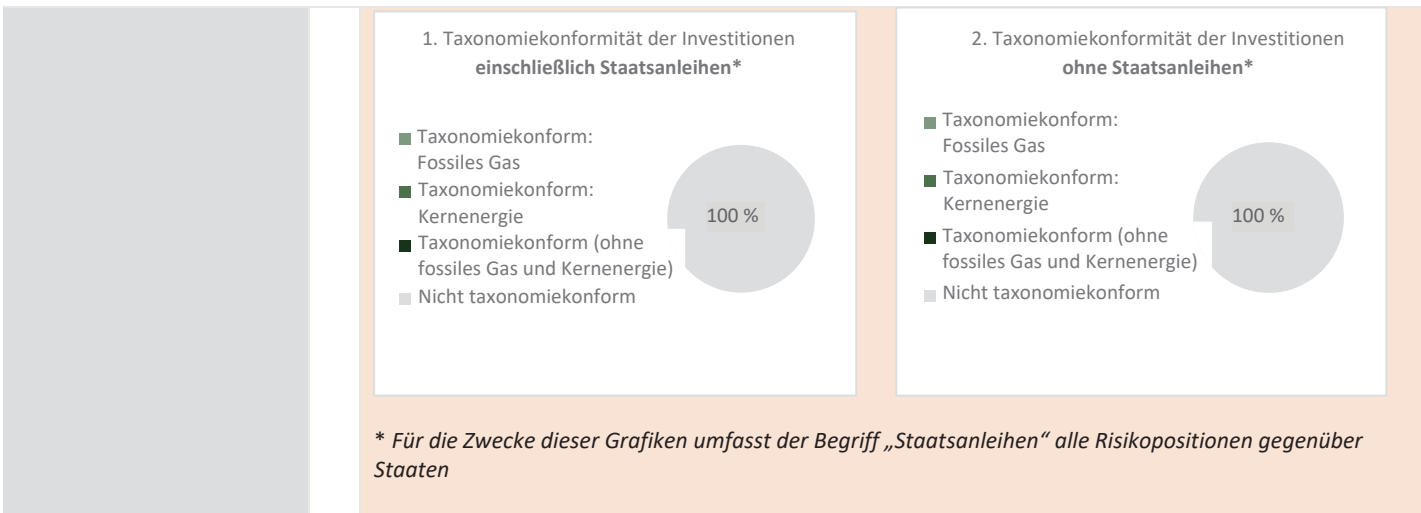 1. Taxonomiekonformität der Investitionen
einschließlich Staatsanleihen*
Taxonomiekonform:
Fossiles Gas
Taxonomiekonform:
Kernenergie
Taxonomiekonform (ohne
fossiles Gas und Kernenergie)
Nicht taxonomiekonform
100 %
2. Taxonomiekonformität der Investitionen
ohne Staatsanleihen*
Taxonomiekonform:
Fossiles Gas
Taxonomiekonform:
Kernenergie
Taxonomiekonform (ohne
fossiles Gas und Kernenergie)
Nicht taxonomiekonform
100 %
* Für die Zwecke dieser Grafiken umfasst der Begriff „Staatsanleihen“ alle Risikopositionen gegenüber
Staaten